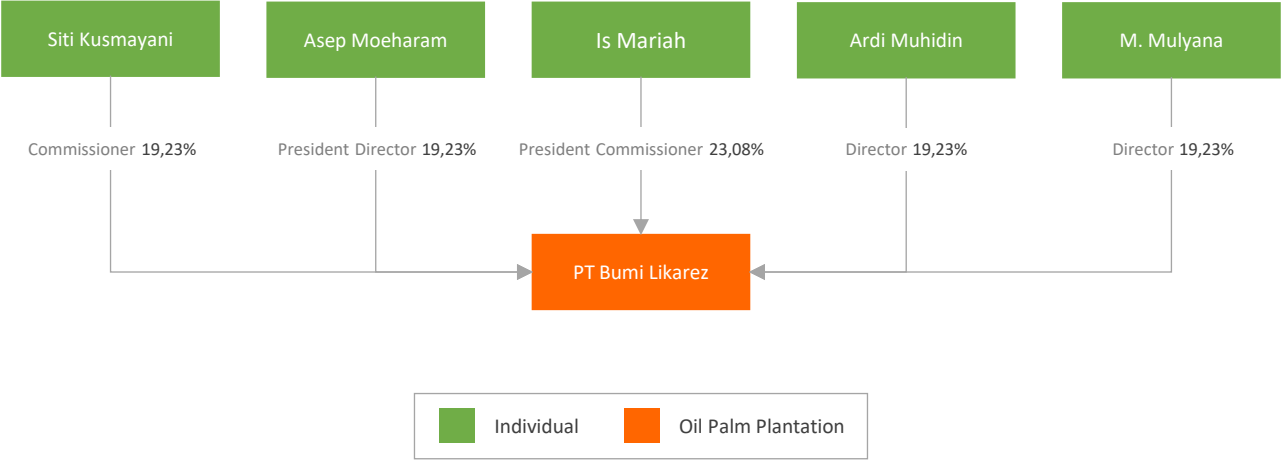 Siti Kusmayani
Asep Moeharam
Is Mariah
Ardi Muhidin
M. Mulyana
Commissioner 19,23%
President Director 19,23%
President Commissioner 23,08%
Director 19,23%
Director 19,23%
PT Bumi Likarez
Individual
Oil Palm Plantation